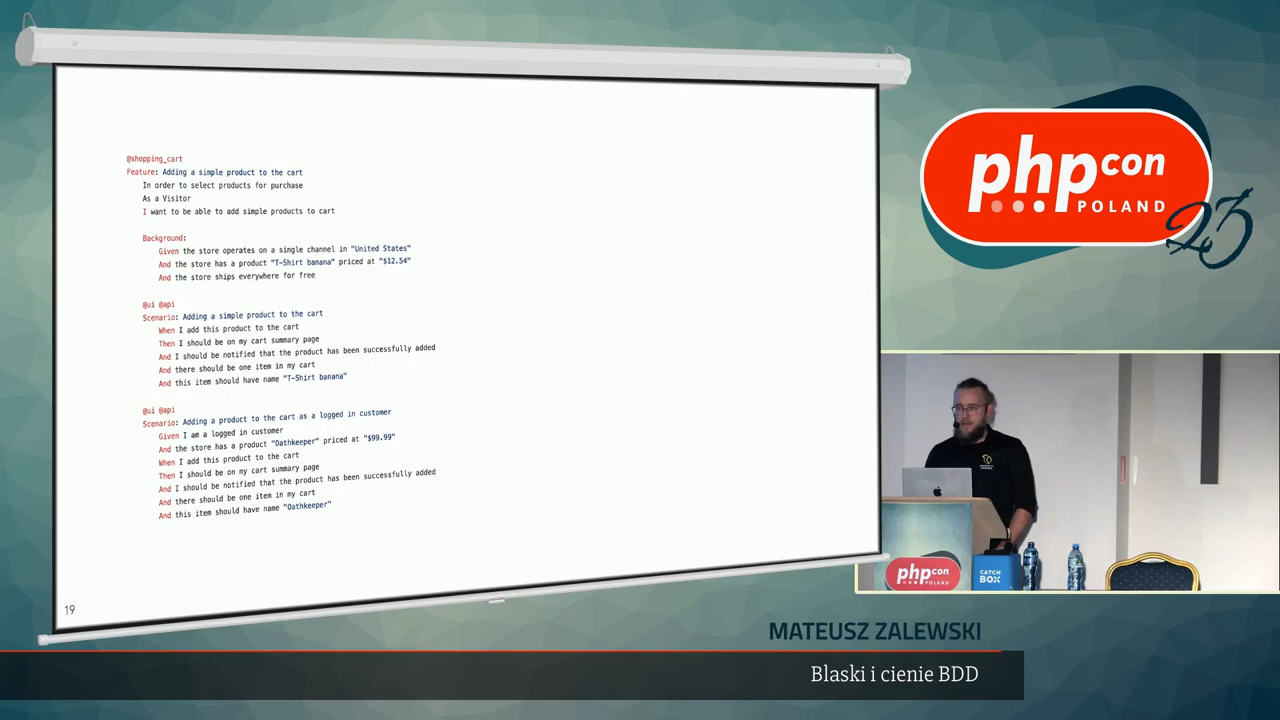 @shopping_cart
Feature: Adding a simple product to the cart
In order to select products for purchase
As a Visitor
I want to be able to add simple products to cart
Background:
Given the store operates on a single channel in "United States"
And the store has a product "T-Shirt banana" priced at "$12.54"
And the store ships everywhere for free
@ui @api
Scenario: Adding a simple product to the cart
When I add this product to the cart
Then I should be on my cart summary page
And I should be notified that the product has been successfully added
And there should be one item in my cart
And this item should have name "T-Shirt banana"
@ui @api
Scenario: Adding a product to the cart as a logged in customer
Given I am a logged in customer
And the store has a product "Oathkeeper" priced at "$99.99"
When I add this product to the cart
Then I should be on my cart summary page
And I should be notified that the product has been successfully added
And there should be one item in my cart
And this item should have name "Oathkeeper"
19
phpcon
POLAND
23
phpcon
POLAND
CATCH
BOX
MATEUSZ ZALEWSKI
Blaski i cienie BDD